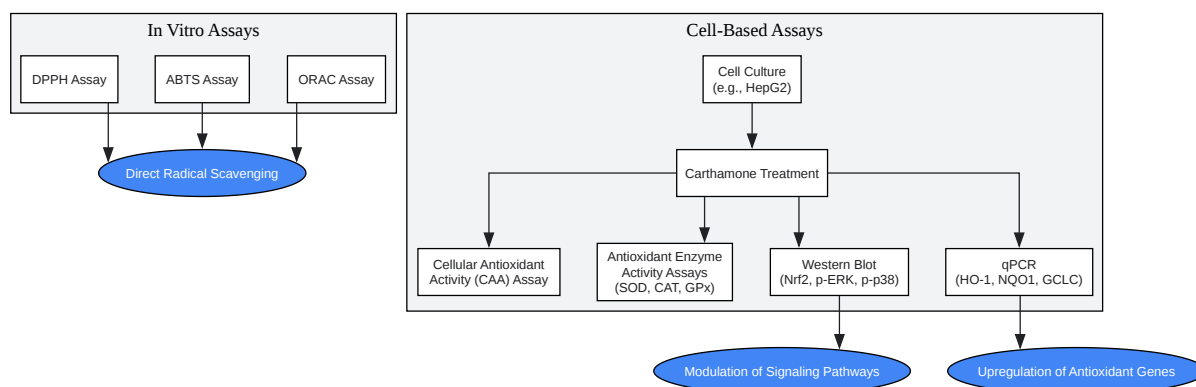 In Vitro Assays
DPPH Assay
ABTS Assay
ORAC Assay
Direct Radical Scavenging
Cell-Based Assays
Cell Culture
(e.g., HepG2)
Carthamone Treatment
Cellular Antioxidant
Activity (CAA) Assay
Antioxidant Enzyme
Activity Assays
(SOD, CAT, GPx)
Western Blot
(Nrf2, p-ERK, p-p38)
qPCR
(HO-1, NQO1, GCLC)
Modulation of Signaling Pathways
Upregulation of Antioxidant Genes